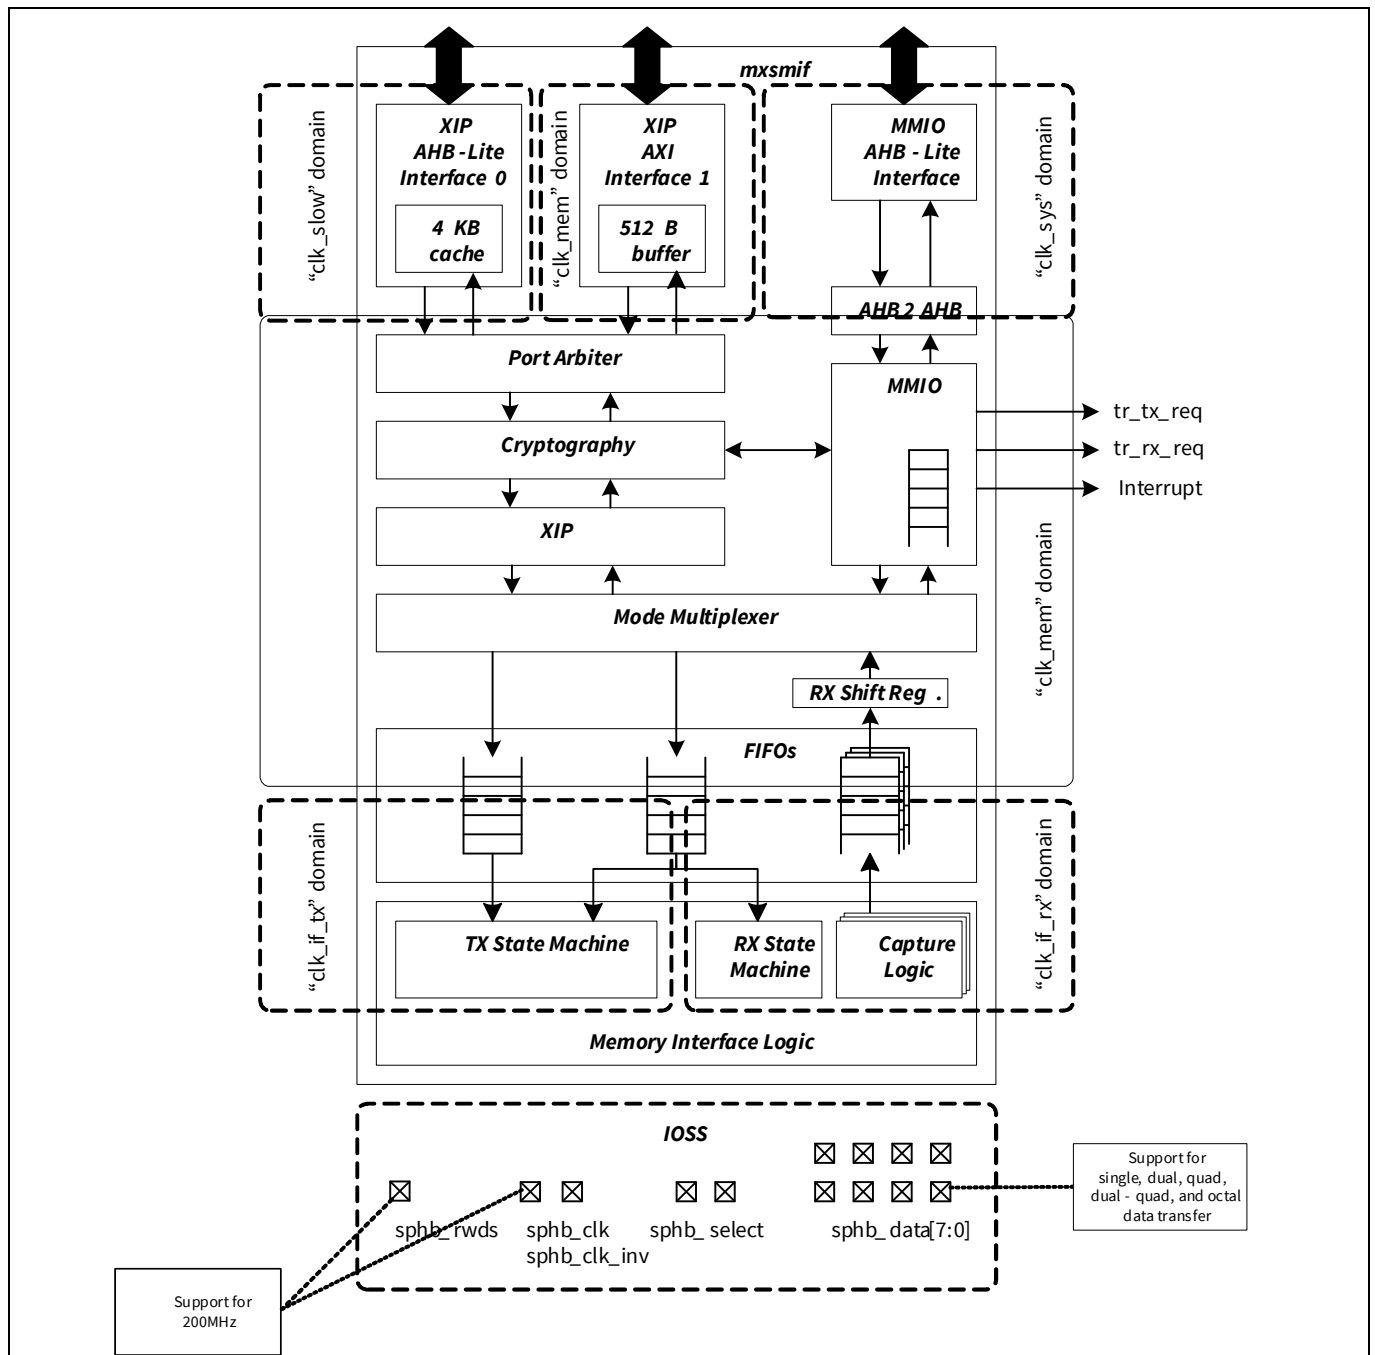 mxsmif
"clk_slow" domain
XIP
AHB -Lite
Interface 0
4 KB
cache
"clk_mem" domain
XIP
AXI
Interface 1
512 B
buffer
MMIO
AHB - Lite
Interface
"clk_sys" domain
AHB 2 AHB
Port Arbiter
MMIO
Cryptography
tr_tx_req
tr_rx_req
Interrupt
XIP
Mode Multiplexer
"clk_mem" domain
RX Shift Reg .
FIFOs
"clk_if_tx" domain
TX State Machine
RX State
Machine
Capture
Logic
"clk_if_rx" domain
Memory Interface Logic
IOSS
sphb_rwds
sphb_clk
sphb_clk_inv
sphb_ select
sphb_data[7:0]
Support for
single, dual, quad,
dual - quad, and octal
data transfer
Support for
200MHz